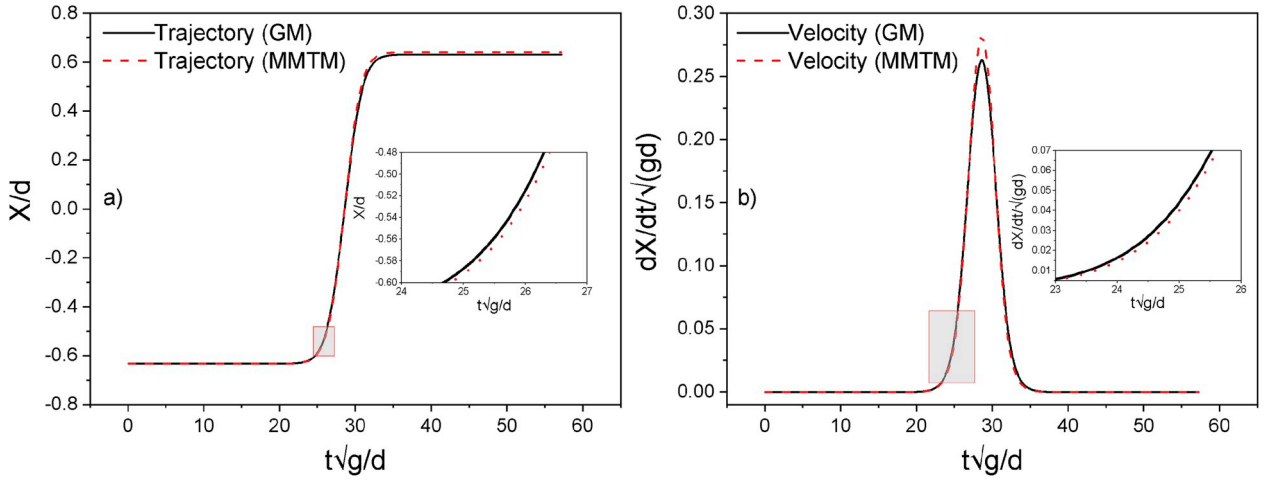 Trajectory (GM)
Trajectory (MMTM)
a)
X/d
0.8
0.6
0.4
0.2
0.0
-0.2
-0.4
-0.6
-0.8
0 10 20 30 40 50 60
t√g/d
X/d
-0.48
-0.50
-0.52
-0.54
-0.56
-0.58
-0.60
24 25 26 27
t√g/d
Velocity (GM)
Velocity (MMTM)
b)
dX/dt/√(gd)
0.30
0.25
0.20
0.15
0.10
0.05
0.00
0 10 20 30 40 50 60
t√g/d
dX/dt/√(gd)
0.07
0.06
0.05
0.04
0.03
0.02
0.01
23 24 25 26
t√g/d